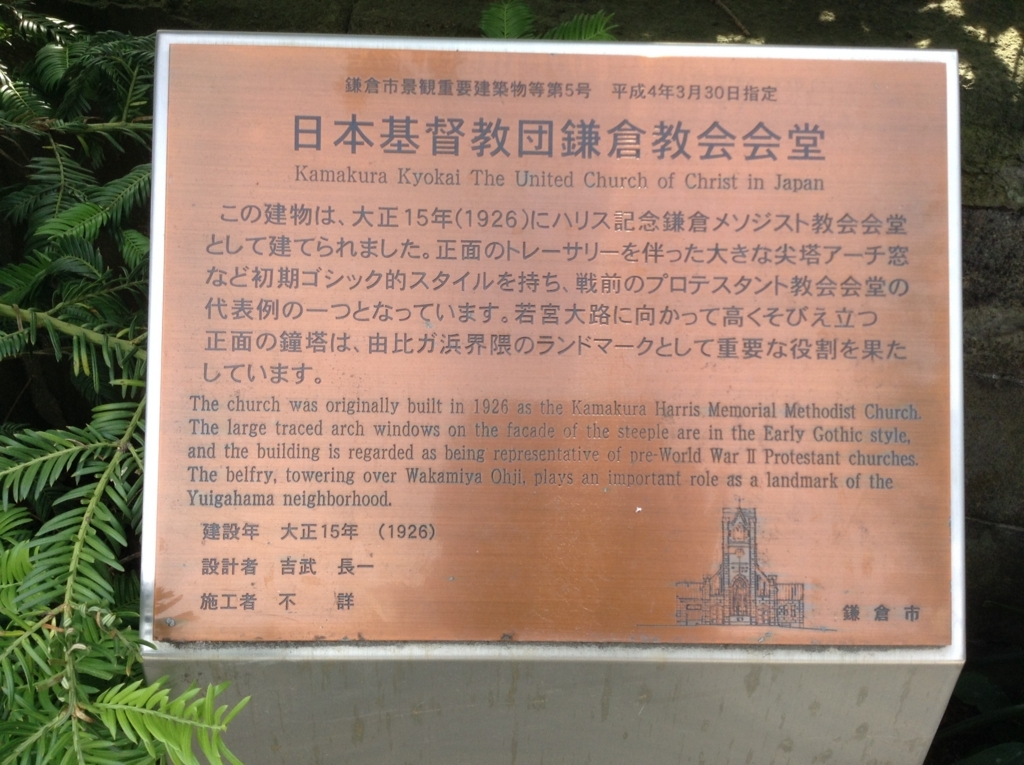 鎌倉市景観重要建築物等第5号　平成4年3月30日指定
日本基督教団鎌倉教会会堂
Kamakura Kyokai The United Church of Christ in Japan
この建物は、大正15年(1926)にハリス記念鎌倉メソジスト教会会堂
として建てられました。正面のトレーサリーを伴った大きな尖塔アーチ窓
など初期ゴシック的スタイルを持ち、戦前のプロテスタント教会会堂の
代表例の一つとなっています。若宮大路に向かって高くそびえ立つ
正面の鐘塔は、由比ガ浜界隈のランドマークとして重要な役割を果た
しています。
The church was originally built in 1926 as the Kamakura Harris Memorial Methodist Church.
The large traced arch windows on the facade of the steeple are in the Early Gothic style,
and the building is regarded as being representative of pre-World War II Protestant churches.
The belfry, towering over Wakamiya Ohji, plays an important role as a landmark of the
Yuigahama neighborhood.
建設年　大正15年　(1926)
設計者　吉武　長一
施工者　不　詳
鎌倉市